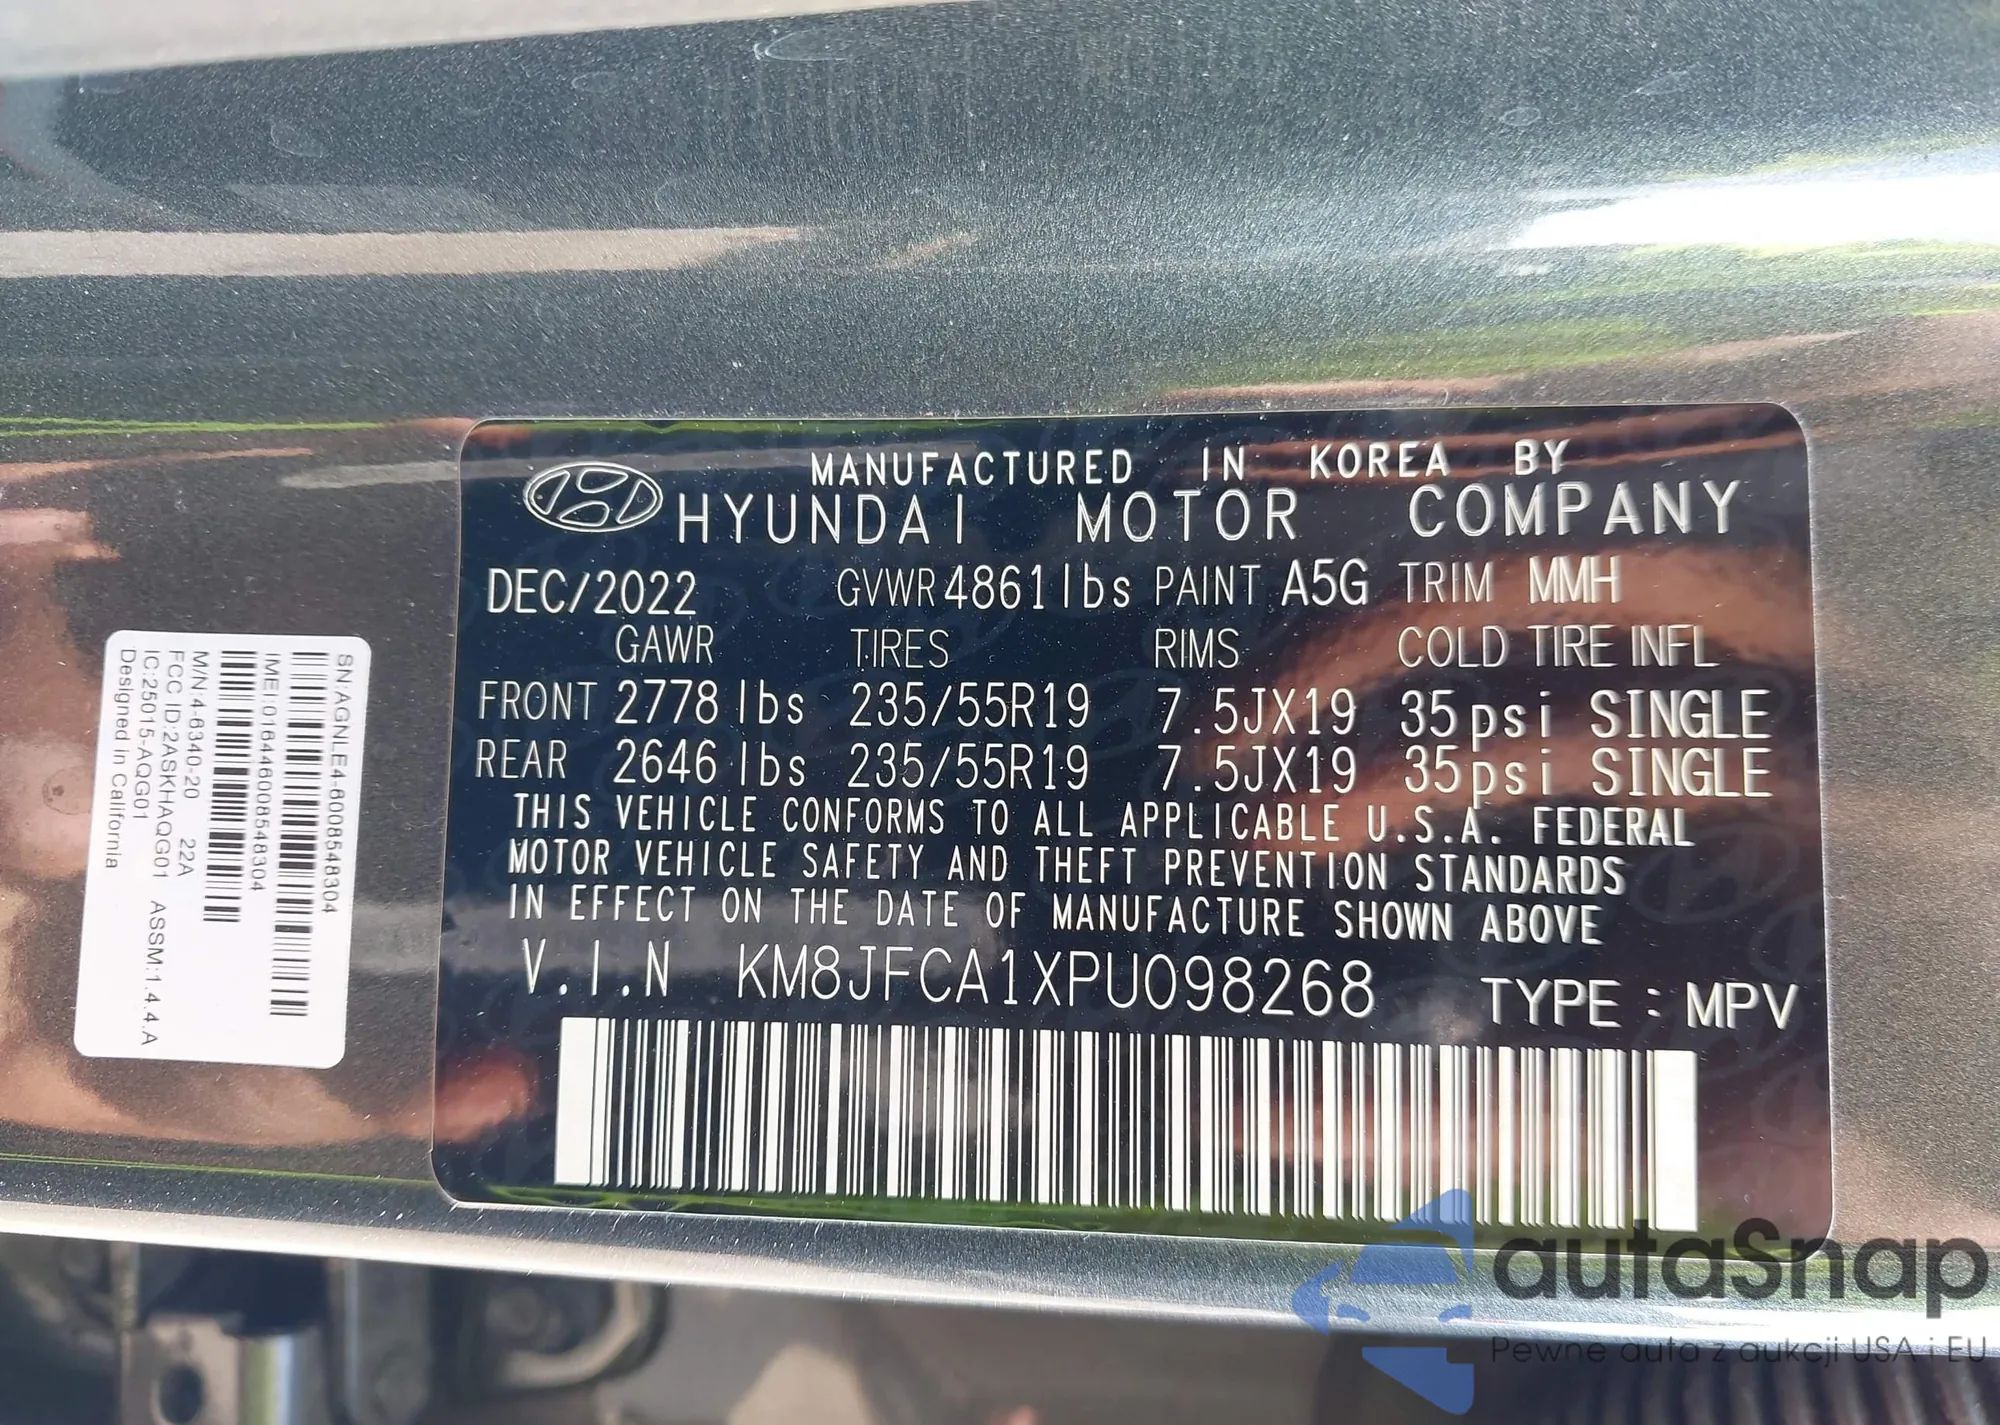 MANUFACTURED IN KOREA BY
HYUNDAI MOTOR COMPANY
DEC/2022 GVWR 4861lbs PAINT A5G TRIM MMH
GAWR TIRES RIMS COLD TIRE INFL
FRONT 2778 lbs 235/55R19 7.5JX19 35psi SINGLE
REAR 2646 lbs 235/55R19 7.5JX19 35psi SINGLE
THIS VEHICLE CONFORMS TO ALL APPLICABLE U.S.A. FEDERAL
MOTOR VEHICLE SAFETY AND THEFT PREVENTION STANDARDS
IN EFFECT ON THE DATE OF MANUFACTURE SHOWN ABOVE
V.I.N KM8JFCA1XPU098268 TYPE : MPV
SN:AGNLE4-6008548304
IMEI:016446008548304
M/N:4-6340-20 22A
FCC ID:2ASKHAQG01 ASSM:1.4.4.A
IC:25015-AQG01
Designed in California
autaSnap
Pewne auta z aukcji USA i EU